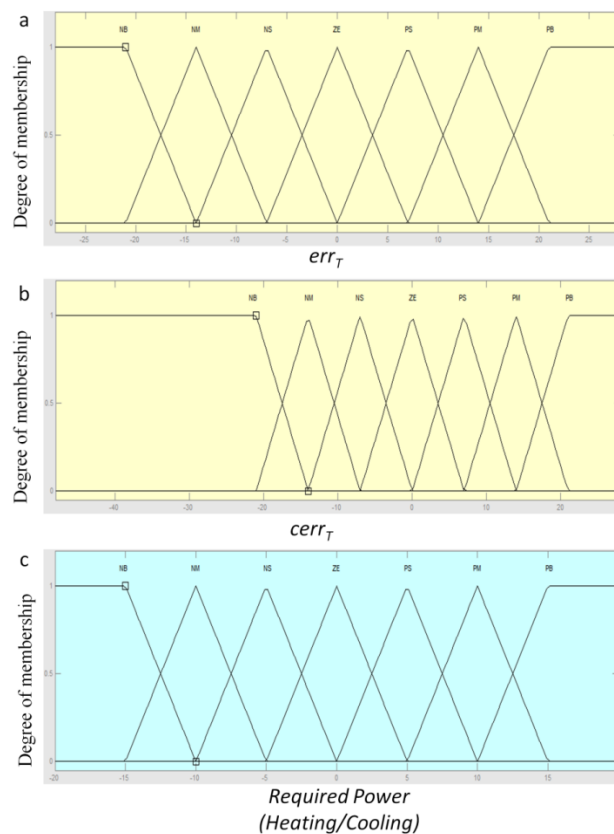 a
NB NM NS ZE PS PM PB
1
0.5
0
-25 -20 -15 -10 -5 0 5 10 15 20 25
Degree of membership
err_T
b
NB NM NS ZE PS PM PB
1
0.5
0
-40 -30 -20 -10 0 10 20
Degree of membership
cerr_T
c
NB NM NS ZE PS PM PB
1
0.5
0
-20 -15 -10 -5 0 5 10 15
Degree of membership
Required Power
(Heating/Cooling)